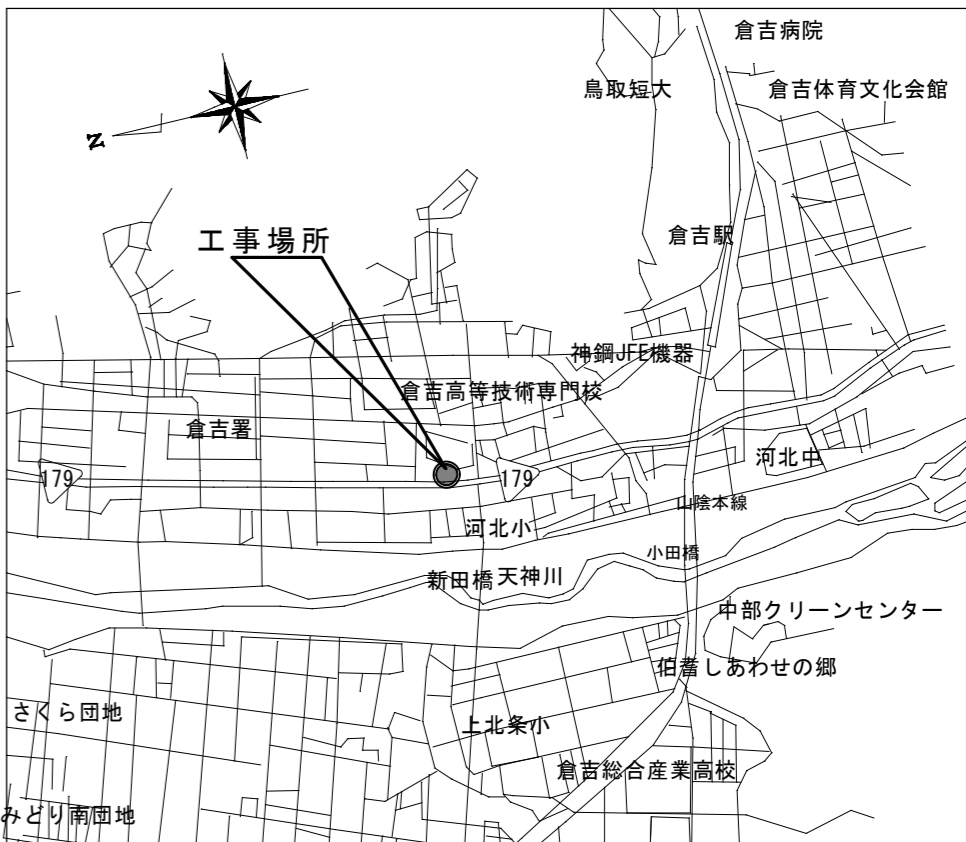 倉吉病院
鳥取短大
倉吉体育文化会館
N
工事場所
倉吉駅
神鋼JFE機器
倉吉高等技術専門校
倉吉署
河北中
179
179
山陰本線
河北小
小田橋
新田橋
天神川
中部クリーンセンター
伯耆しあわせの郷
さくら団地
上北条小
倉吉総合産業高校
みどり南団地